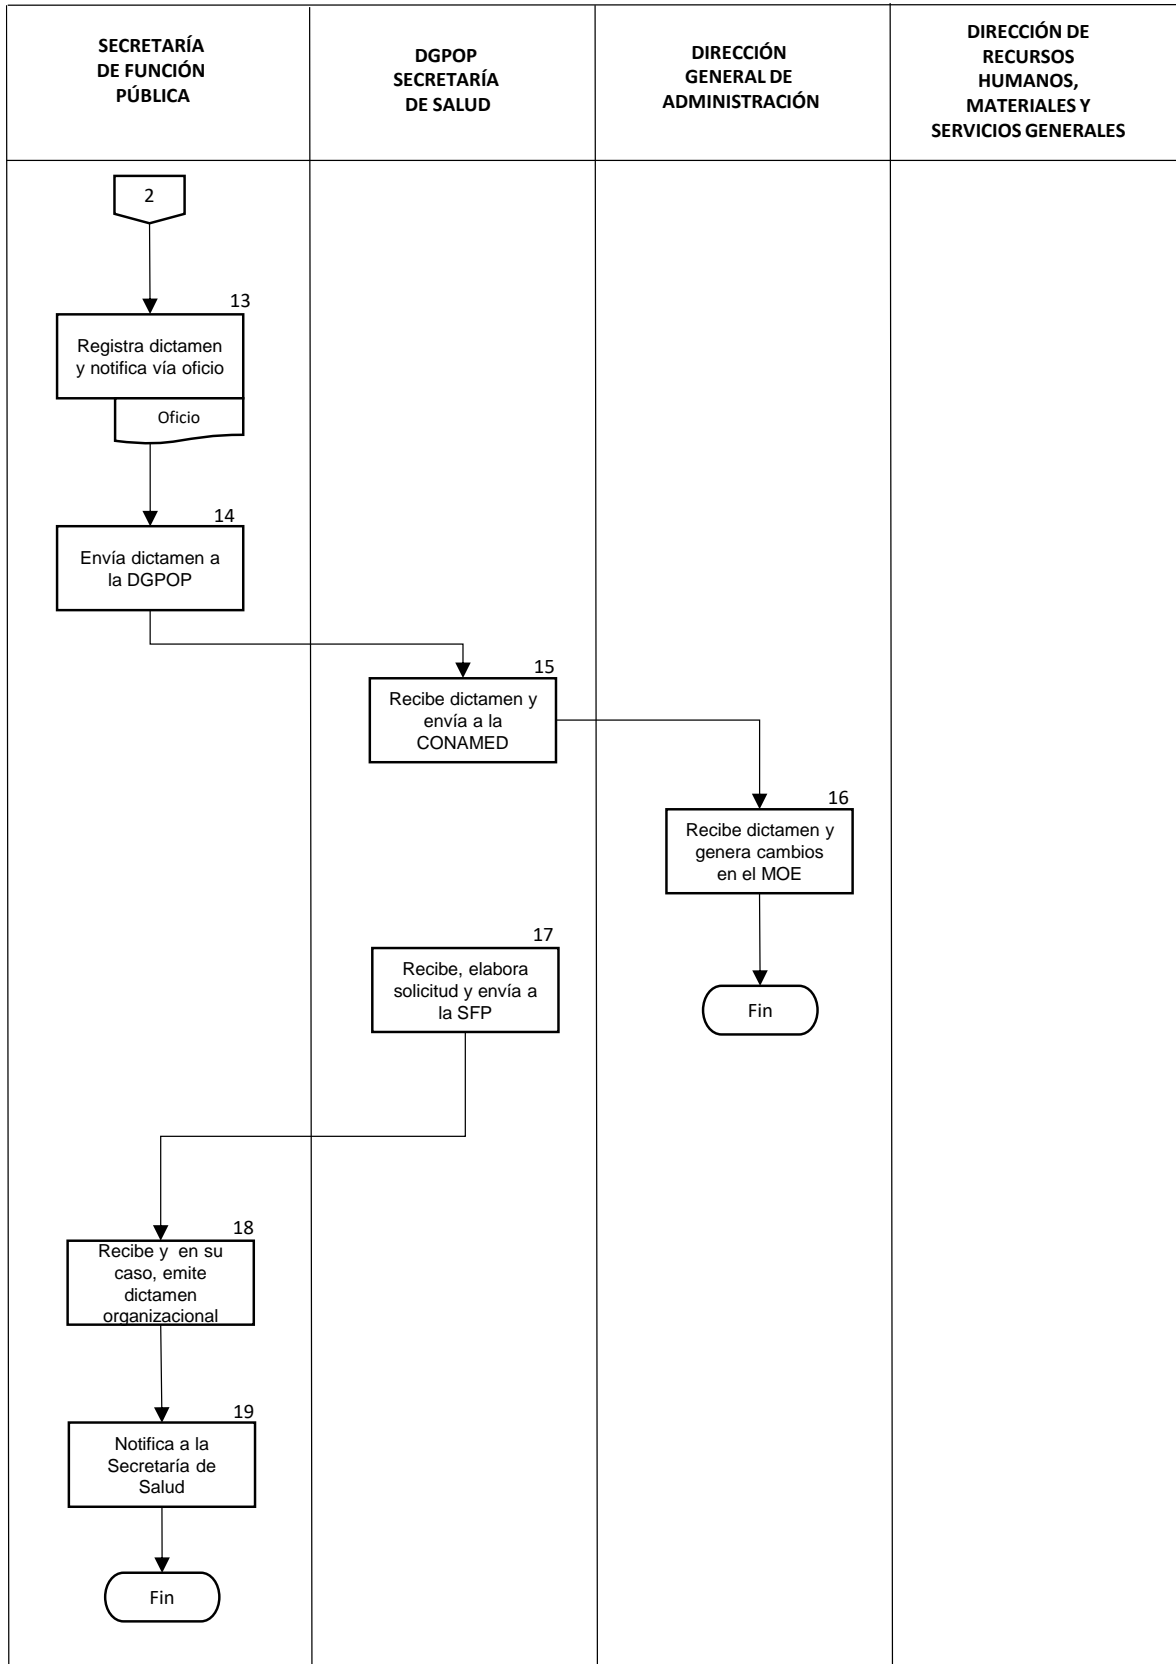 SECRETARÍA
DE FUNCIÓN
PÚBLICA
DGPOP
SECRETARÍA
DE SALUD
DIRECCIÓN
GENERAL DE
ADMINISTRACIÓN
DIRECCIÓN DE
RECURSOS
HUMANOS,
MATERIALES Y
SERVICIOS GENERALES
2
13
Registra dictamen
y notifica vía oficio
Oficio
14
Envía dictamen a
la DGPOP
15
Recibe dictamen y
envía a la
CONAMED
16
Recibe dictamen y
genera cambios
en el MOE
Fin
17
Recibe, elabora
solicitud y envía a
la SFP
18
Recibe y en su
caso, emite
dictamen
organizacional
19
Notifica a la
Secretaría de
Salud
Fin